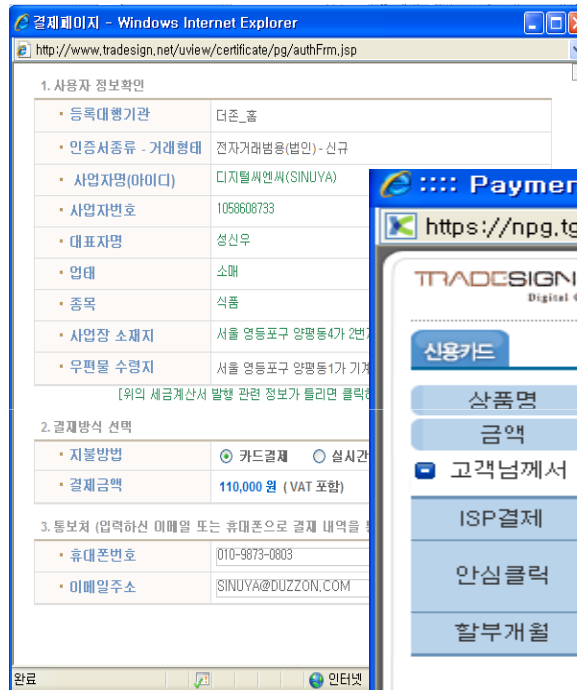 결제페이지 - Windows Internet Explorer
http://www.tradesign.net/uview/certificate/pg/authFrm.jsp
1. 사용자 정보확인
등록대행기관 더존_홈
인증서종류 - 거래형태 전자거래범용(법인) - 신규
사업자명(아이디) 디지털씨엔씨(SINUYA)
사업자번호 1058608733
대표자명 성신우
업태 소매
종목 식품
사업장 소재지 서울 영등포구 양평동4가 2번
우편물 수령지 서울 영등포구 양평동1가 기계
[위의 세금계산서 발행 관련 정보가 틀리면 클릭
2. 결제방식 선택
지불방법 카드결제 실시간
결제금액 110,000 원 ( VAT 포함)
3. 통보처 (입력하신 이메일 또는 휴대폰으로 결제 내역을
휴대폰번호 010-9873-0803
이메일주소 SINUYA@DUZZON.COM
완료 인터넷
:::: Paymen
https://npg.tg
TRADESIGN
Digital
신용카드
상품명
금액
고객님께서
ISP결제
안심클릭
할부개월